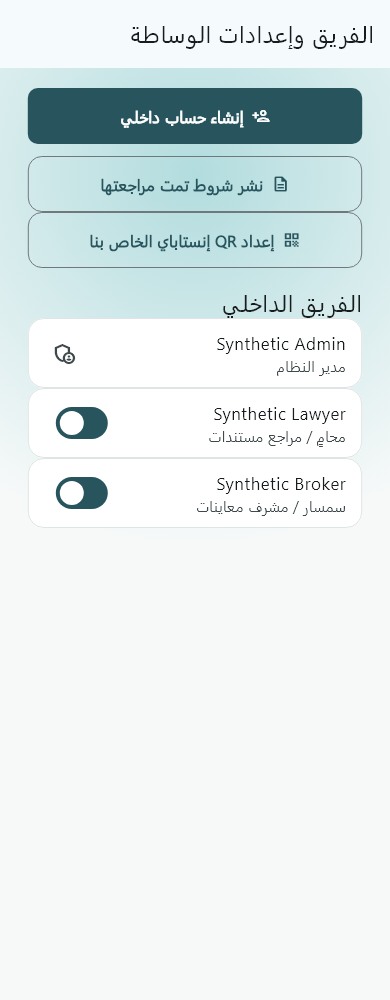 الفريق وإعدادات الوساطة
إنشاء حساب داخلي
نشر شروط تمت مراجعتها
إعداد QR إنستاباي الخاص بنا
الفريق الداخلي
Synthetic Admin
مدير النظام
Synthetic Lawyer
محامٍ / مراجع مستندات
Synthetic Broker
سمسار / مشرف معاينات